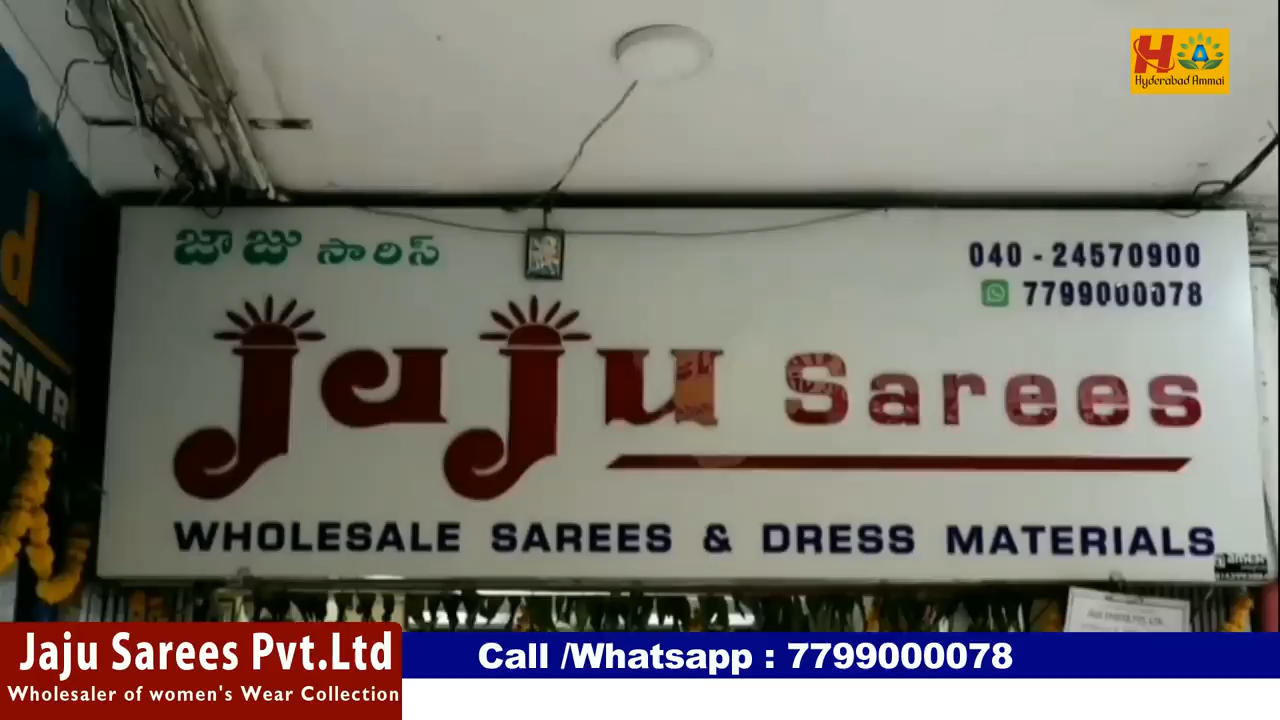 H A
Hyderabad Ammai
d
ENTR
జాజు సారీస్
040 - 24570900
7799000078
Jaju Sarees
WHOLESALE SAREES & DRESS MATERIALS
Jaju Sarees Pvt.Ltd
Wholesaler of women's Wear Collection
Call /Whatsapp : 7799000078